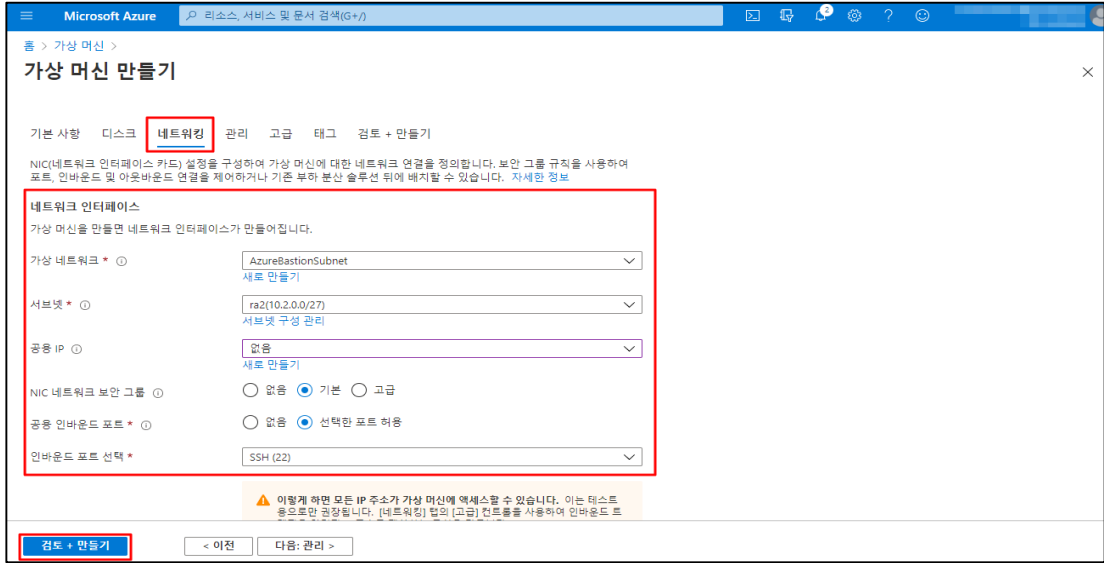 Microsoft Azure
리소스, 서비스 및 문서 검색(G+/)
2
홈 > 가상 머신 >
가상 머신 만들기
기본 사항 디스크 네트워킹 관리 고급 태그 검토 + 만들기
NIC(네트워크 인터페이스 카드) 설정을 구성하여 가상 머신에 대한 네트워크 연결을 정의합니다. 보안 그룹 규칙을 사용하여
포트, 인바운드 및 아웃바운드 연결을 제어하거나 기존 부하 분산 솔루션 뒤에 배치할 수 있습니다. 자세한 정보
네트워크 인터페이스
가상 머신을 만들면 네트워크 인터페이스가 만들어집니다.
가상 네트워크 * AzureBastionSubnet
새로 만들기
서브넷 * ra2(10.2.0.0/27)
서브넷 구성 관리
공용 IP 없음
새로 만들기
NIC 네트워크 보안 그룹 없음 기본 고급
공용 인바운드 포트 * 없음 선택한 포트 허용
인바운드 포트 선택 * SSH (22)
이렇게 하면 모든 IP 주소가 가상 머신에 액세스할 수 있습니다. 이는 테스트
용으로만 권장됩니다. [네트워킹] 탭의 [고급] 컨트롤을 사용하여 인바운드 트
검토 + 만들기 < 이전 다음: 관리 >